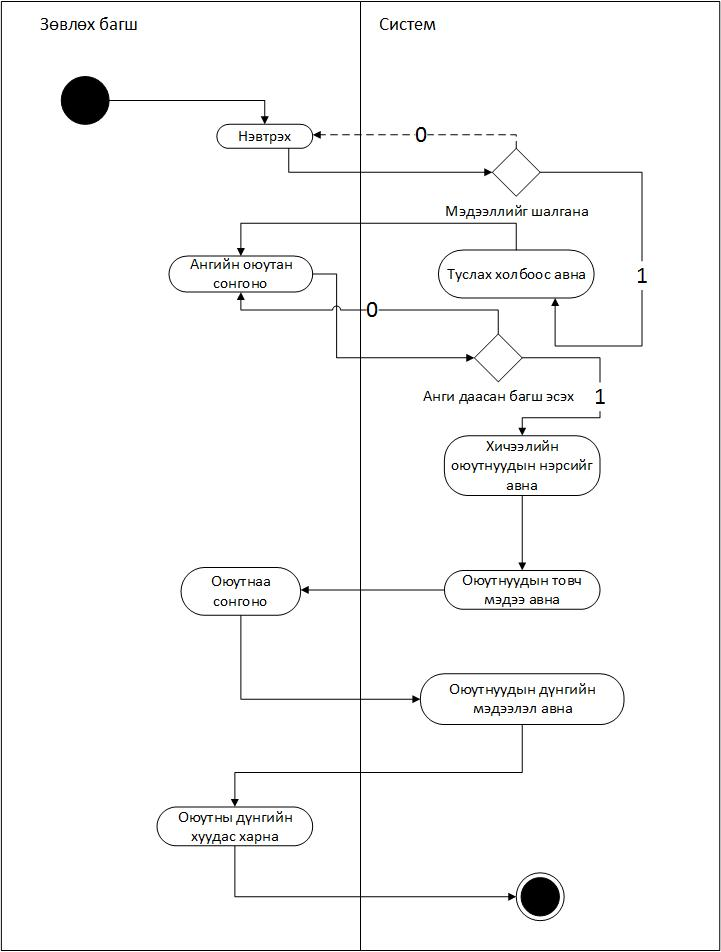 Зөвлөх багш
Систем
Нэвтрэх
0
Мэдээллийг шалгана
Ангийн оюутан
сонгоно
Туслах холбоос авна
1
0
Анги даасан багш эсэх
1
Хичээлийн
оюутнуудын нэрсийг
авна
Оюутнаа
сонгоно
Оюутнуудын товч
мэдээ авна
Оюутнуудын дүнгийн
мэдээлэл авна
Оюутны дүнгийн
хуудас харна